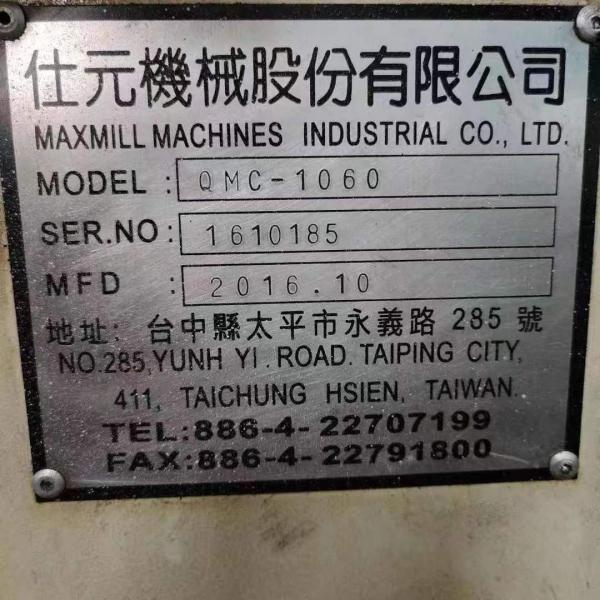 仕元機械股份有限公司
MAXMILL MACHINES INDUSTRIAL CO., LTD.
MODEL : QMC-1060
SER.NO: 1610185
MFD : 2016.10
地址: 台中縣太平市永義路 285 號
NO.285,YUNH YI. ROAD. TAIPING CITY,
411, TAICHUNG HSIEN, TAIWAN.
TEL:886-4-22707199
FAX:886-4-22791800